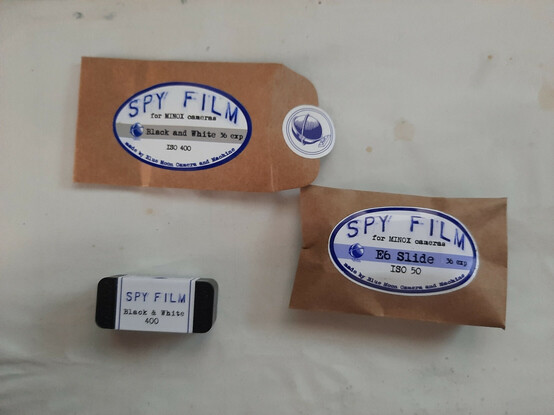 SPY FILM
for MINOX cameras
Black and White 36 exp
ISO 400
made by Blue Moon Camera and Machine
SPY FILM
for MINOX cameras
E6 Slide 36 exp
ISO 50
made by Blue Moon Camera and Machine
SPY FILM
Black & White
400